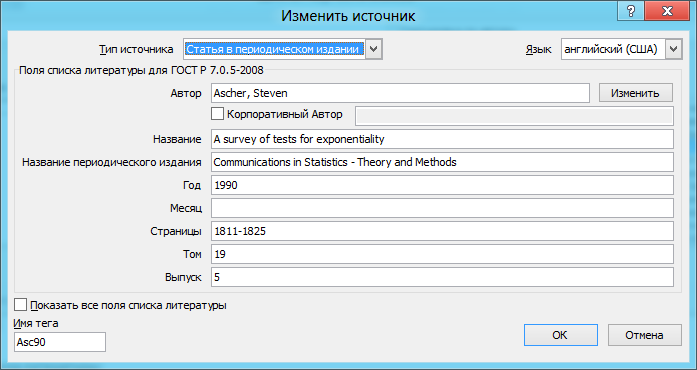 Изменить источник
?
Тип источника Статья в периодическом издании Язык английский (США)
Поля списка литературы для ГОСТ Р 7.0.5-2008
Автор Ascher, Steven Изменить
Корпоративный Автор
Название A survey of tests for exponentiality
Название периодического издания Communications in Statistics - Theory and Methods
Год 1990
Месяц
Страницы 1811-1825
Том 19
Выпуск 5
Показать все поля списка литературы
Имя тега
Asc90 ОК Отмена